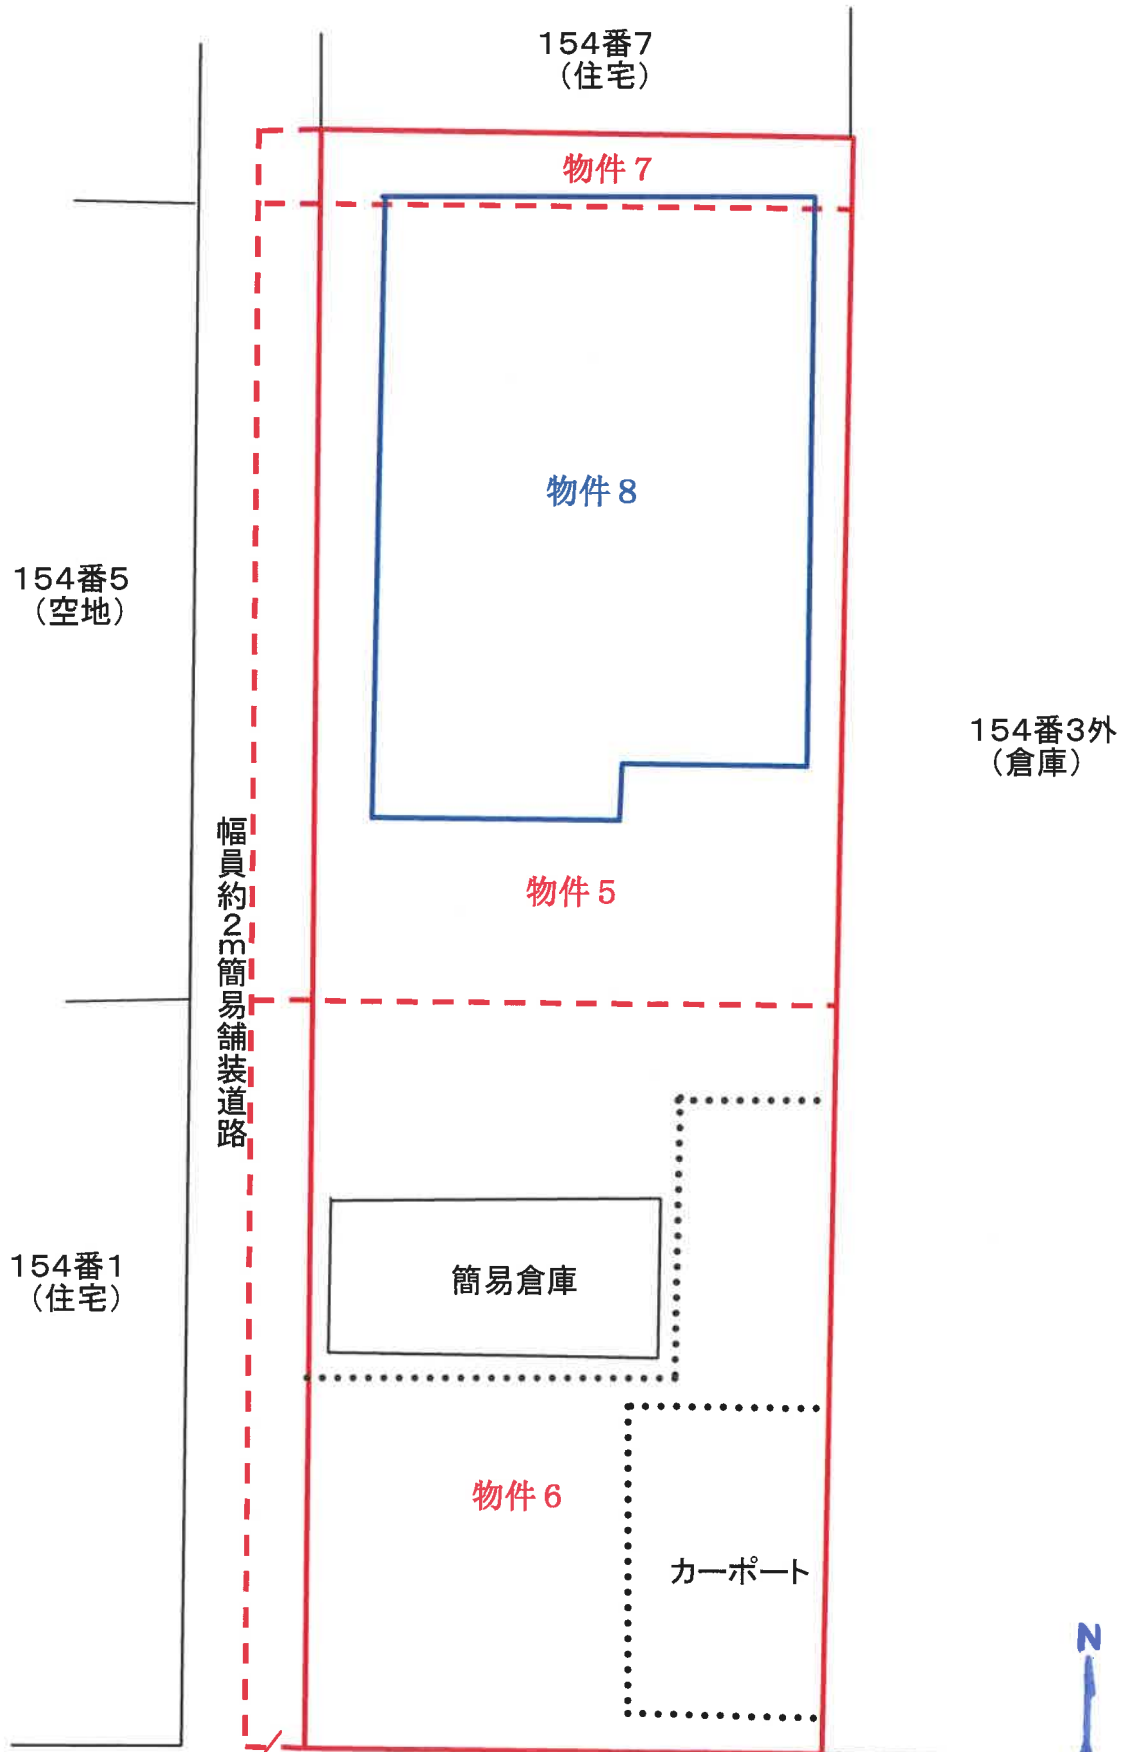 154番7
（住宅）
物件７
物件８
154番5
（空地）
154番3外
（倉庫）
幅員約2m簡易舗装道路
物件５
154番1
（住宅）
簡易倉庫
物件６
カーポート
N